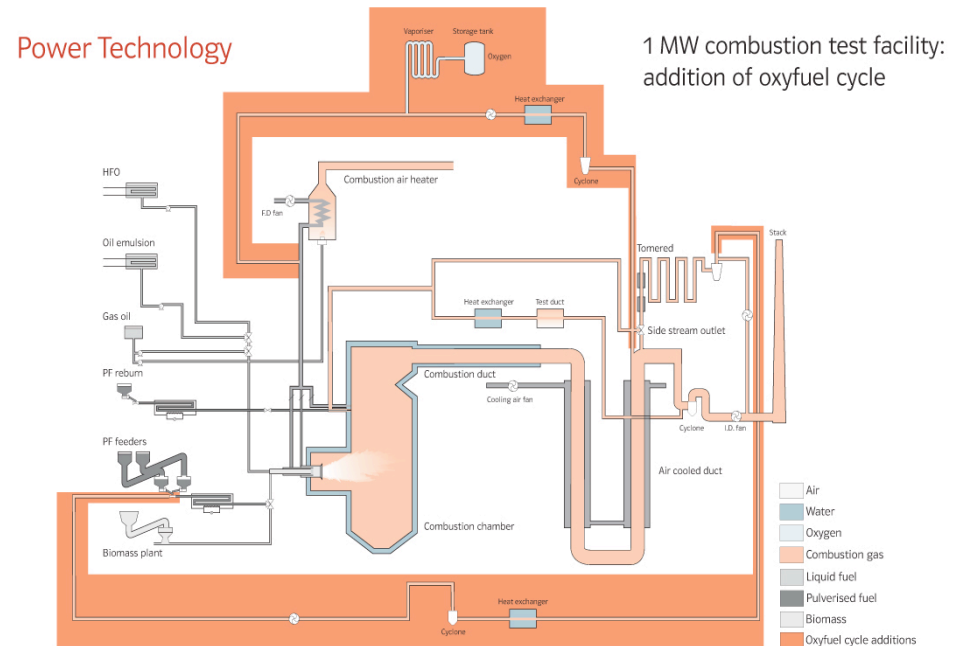 Power Technology
1 MW combustion test facility:
addition of oxyfuel cycle
Vaporiser
Storage tank
Oxygen
Heat exchanger
Cyclone
HFO
Combustion air heater
F.D fan
Oil emulsion
Tomered
Stack
Gas oil
Heat exchanger
Test duct
Side stream outlet
PF reburn
Combustion duct
Cooling air fan
Cyclone
I.D. fan
PF feeders
Air cooled duct
Combustion chamber
Biomass plant
Heat exchanger
Cyclone
Air
Water
Oxygen
Combustion gas
Liquid fuel
Pulverised fuel
Biomass
Oxyfuel cycle additions